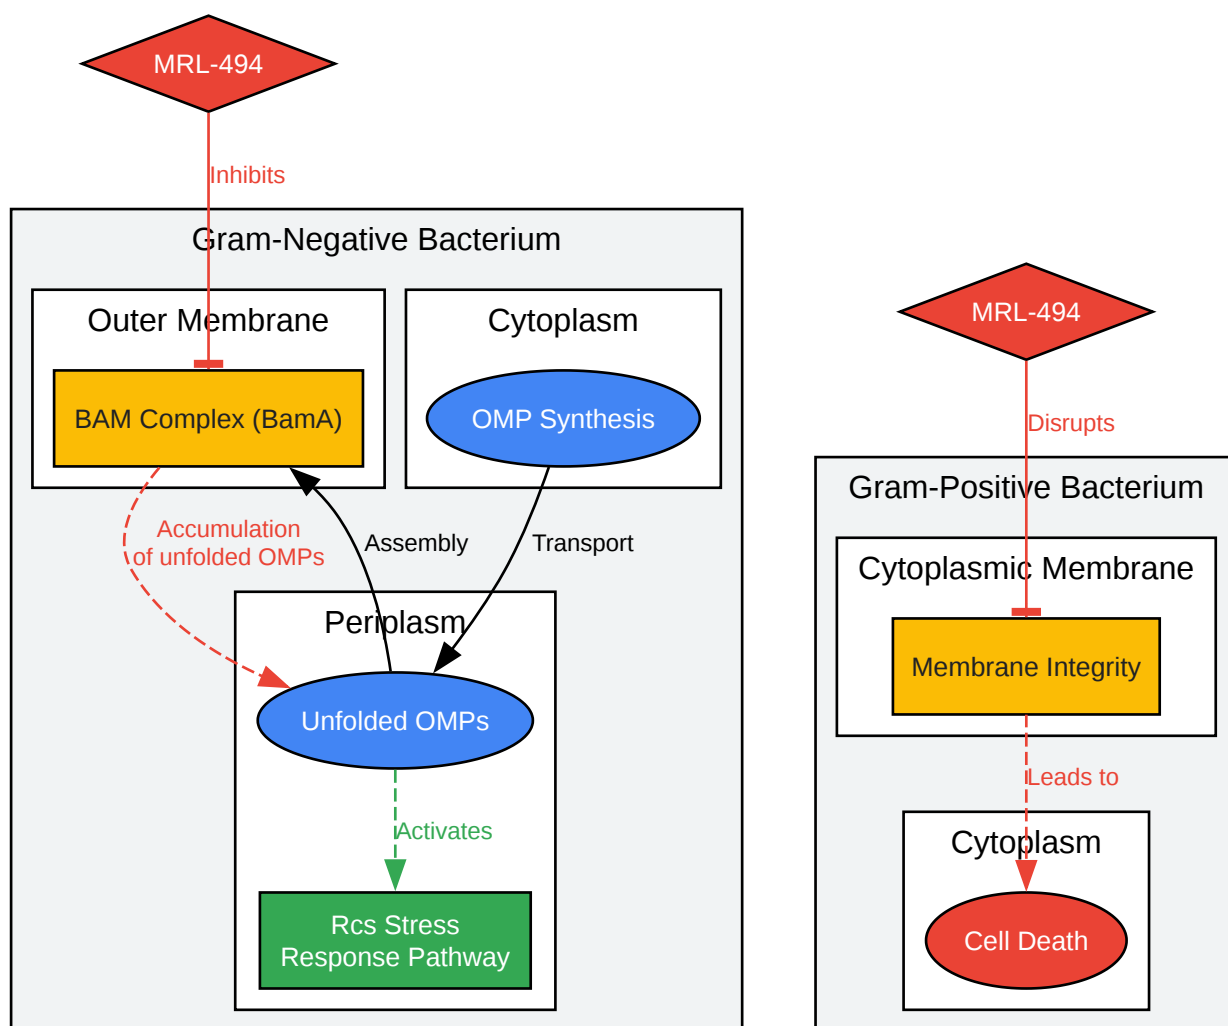 MRL-494
Inhibits
Gram-Negative Bacterium
Outer Membrane
Cytoplasm
BAM Complex (BamA)
OMP Synthesis
Accumulation
of unfolded OMPs
Assembly
Transport
Periplasm
Unfolded OMPs
Activates
Rcs Stress
Response Pathway
MRL-494
Disrupts
Gram-Positive Bacterium
Cytoplasmic Membrane
Membrane Integrity
Leads to
Cytoplasm
Cell Death